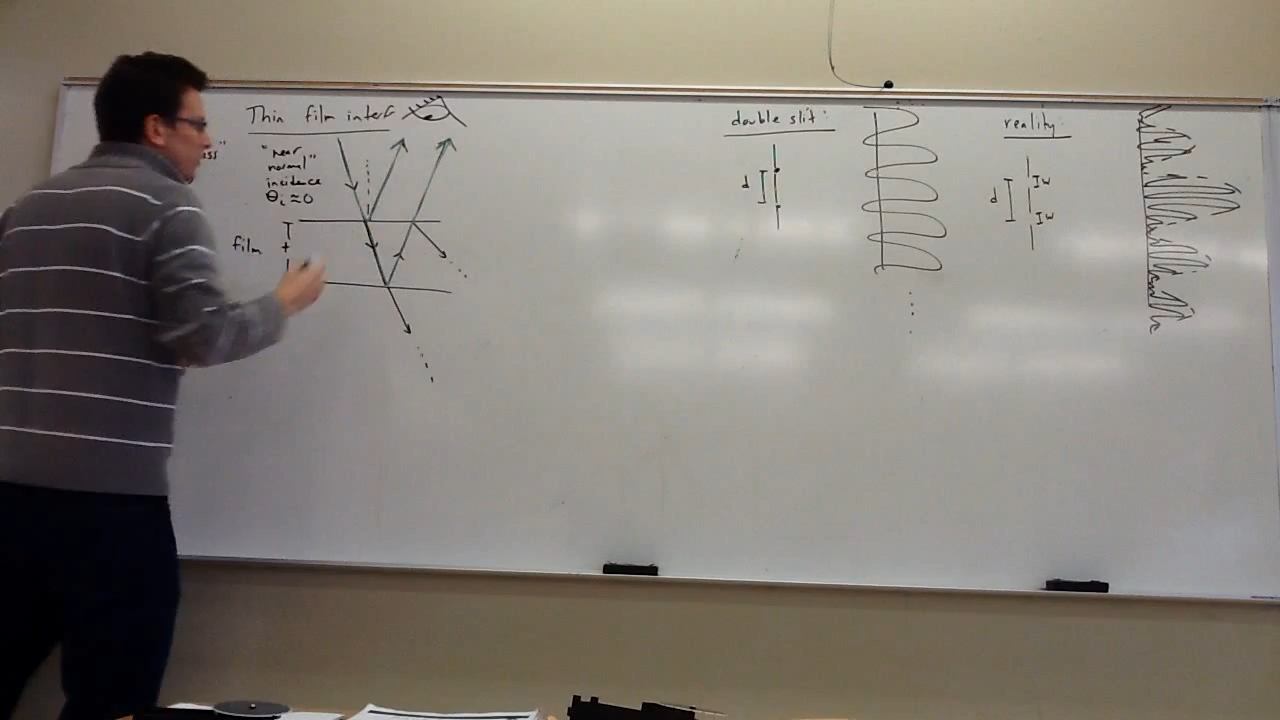 Thin film interf
"near
normal"
incidence
θi ≈ 0
film
t
double slit:
d
reality:
d
w
w